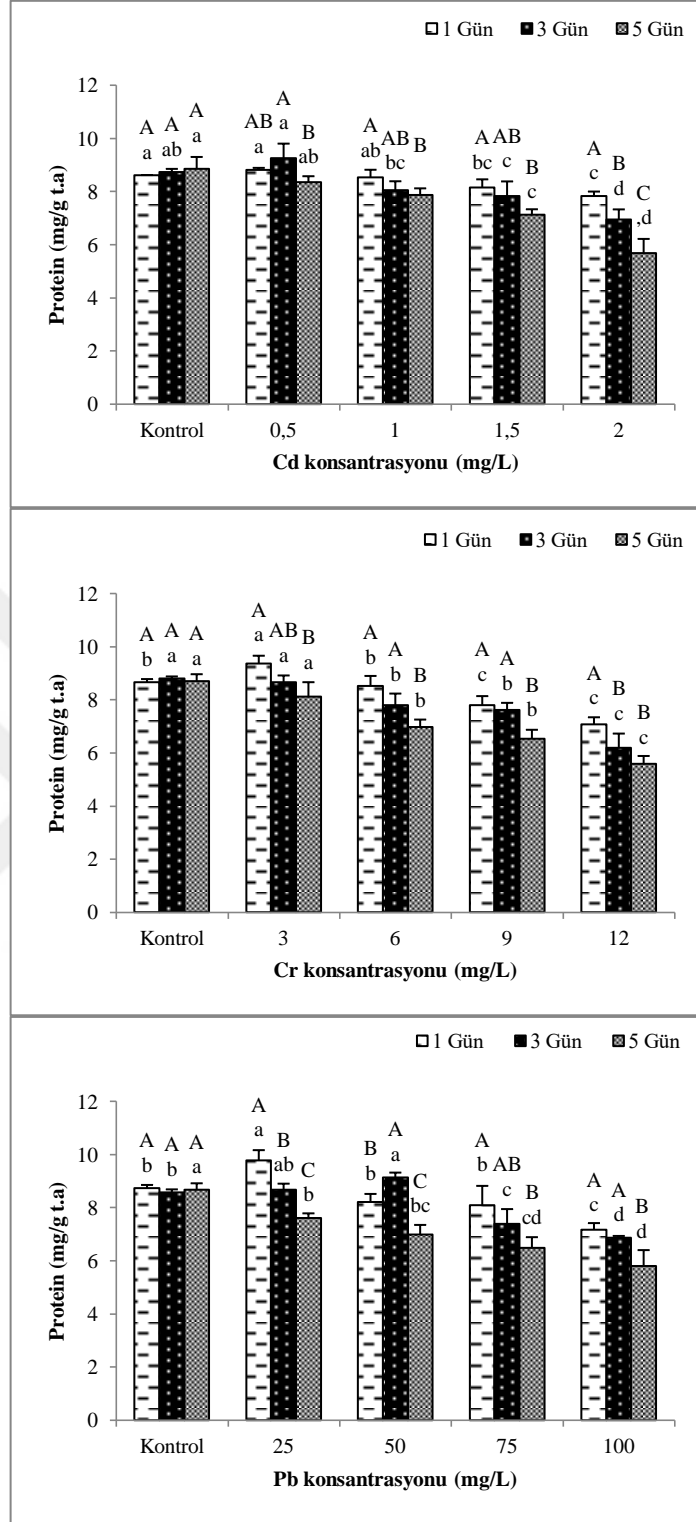 1 Gün 3 Gün 5 Gün
12
10
8
6
4
2
0
Protein (mg/g t.a)
A A A
a ab a
AB A B
a a ab
A AB B
ab bc
A AB B
bc c c
A B C
c d ,d
Kontrol 0,5 1 1,5 2
Cd konsantrasyonu (mg/L)
1 Gün 3 Gün 5 Gün
12
10
8
6
4
2
0
Protein (mg/g t.a)
A A A
b a a
A AB B
a a a
A A B
b b b
A A B
c b b
A B B
c c c
Kontrol 3 6 9 12
Cr konsantrasyonu (mg/L)
1 Gün 3 Gün 5 Gün
12
10
8
6
4
2
0
Protein (mg/g t.a)
A A A
b b a
A B C
a ab b
B A C
b a bc
A AB B
b c cd
A A B
c d d
Kontrol 25 50 75 100
Pb konsantrasyonu (mg/L)